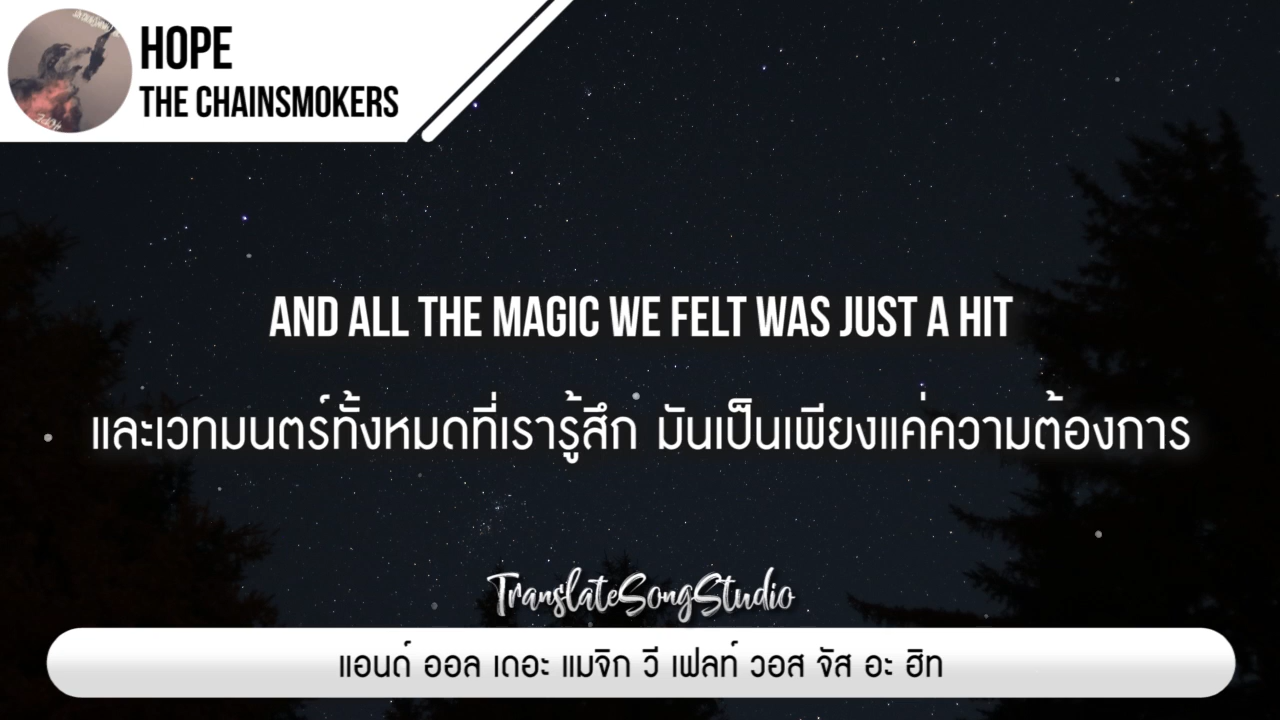 HOPE
THE CHAINSMOKERS
AND ALL THE MAGIC WE FELT WAS JUST A HIT
และเวทมนตร์ทั้งหมดที่เรารู้สึก มันเป็นเพียงแค่ความต้องการ
TranslateSongStudio
แอนด์ ออล เดอะ แมจิก วี เฟลท์ วอส จัส อะ ฮิท